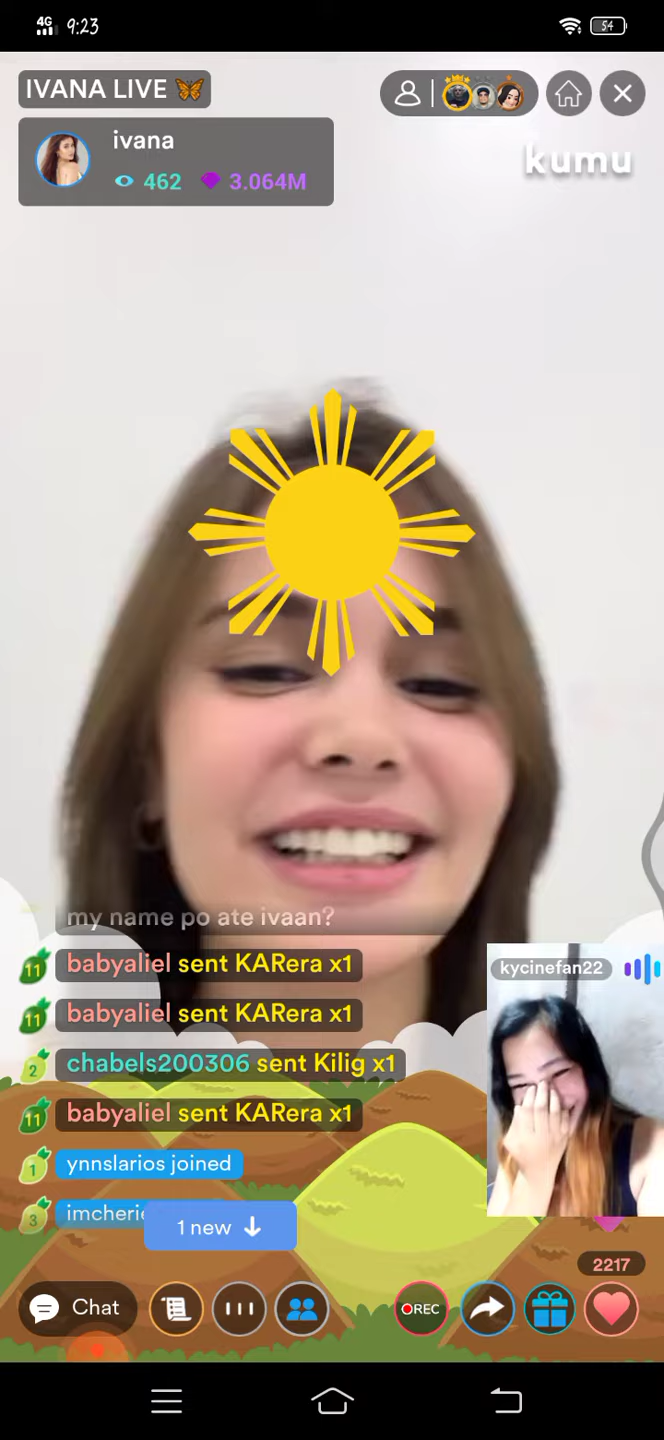 4G 9:23 54
IVANA LIVE
ivana
462 3.064M
kumu
my name po ate ivaan?
11 babyaliel sent KARera x1
11 babyaliel sent KARera x1
2 chabels200306 sent Kilig x1
11 babyaliel sent KARera x1
1 ynnslarios joined
3 imcherie
1 new
kycinefan22
2217
Chat
REC